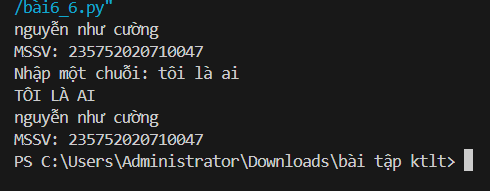 /bài6_6.py"
nguyễn như cường
MSSV: 235752020710047
Nhập một chuỗi: tôi là ai
TÔI LÀ AI
nguyễn như cường
MSSV: 235752020710047
PS C:\Users\Administrator\Downloads\bài tập ktlt>